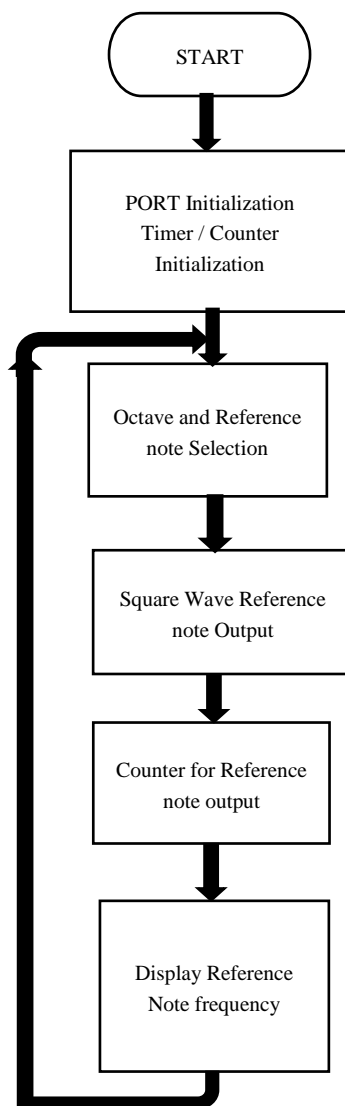 START
PORT Initialization
Timer / Counter
Initialization
Octave and Reference
note Selection
Square Wave Reference
note Output
Counter for Reference
note output
Display Reference
Note frequency